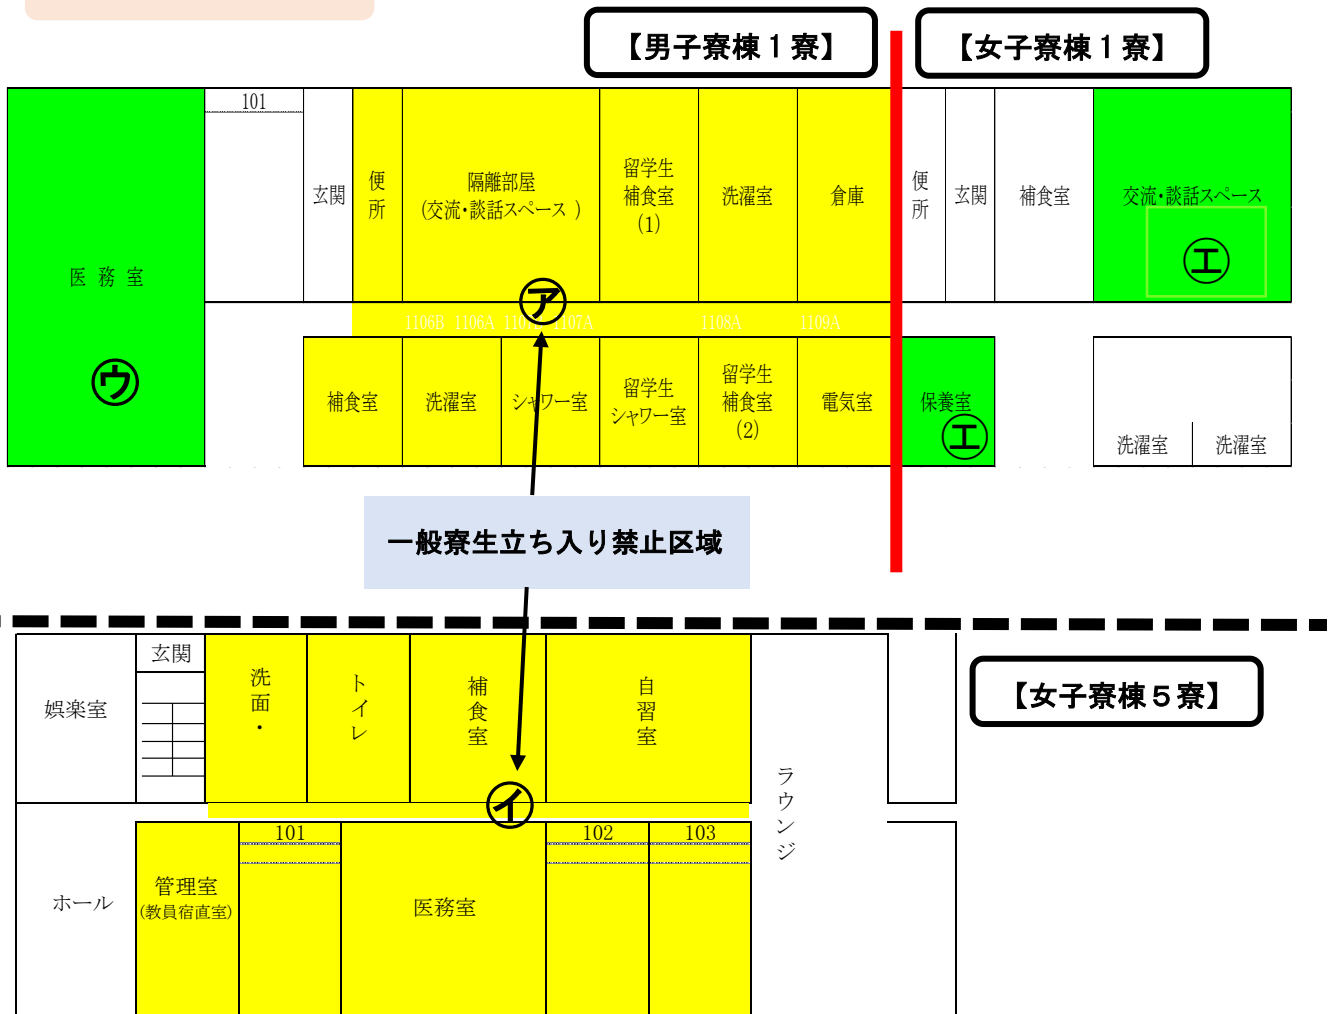 【男子寮棟１寮】
【女子寮棟１寮】
101
玄関
便
所
隔離部屋
(交流・談話スペース )
留学生
補食室
(1)
洗濯室
倉庫
便
所
玄関
補食室
交流・談話スペース
㋓
医 務 室
㋒
㋐
1106B 1106A 1107A
1108A
1109A
補食室
洗濯室
シャワー室
留学生
シャワー室
留学生
補食室
(2)
電気室
保養室
㋓
洗濯室
洗濯室
一般寮生立ち入り禁止区域
【女子寮棟５寮】
娯楽室
玄関
洗
面
・
ト
イ
レ
補
食
室
自
習
室
ラ
ウ
ン
ジ
㋑
ホール
管理室
(教員宿直室)
101
医務室
102
103